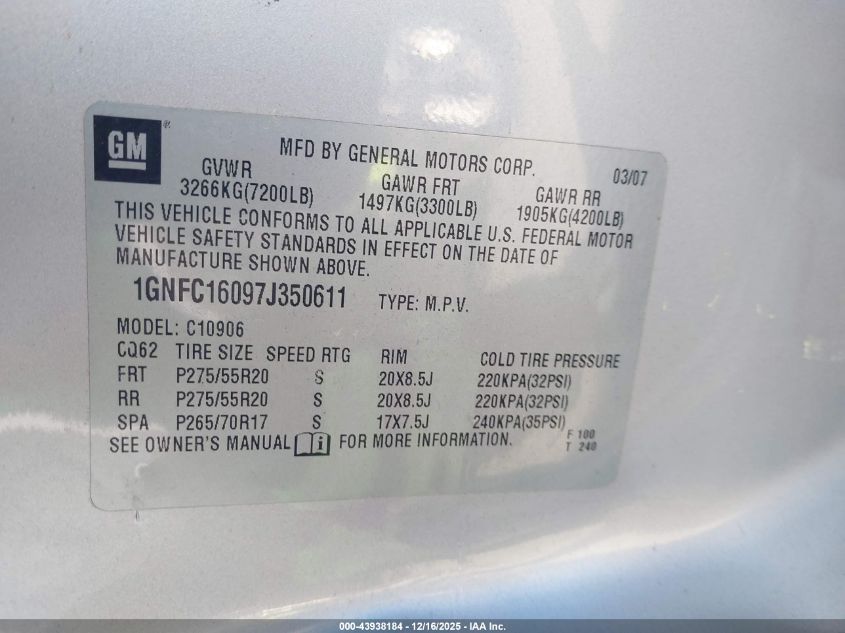 GM®
MFD BY GENERAL MOTORS CORP. 03/07
GVWR GAWR FRT GAWR RR
3266KG(7200LB) 1497KG(3300LB) 1905KG(4200LB)
THIS VEHICLE CONFORMS TO ALL APPLICABLE U.S. FEDERAL MOTOR
VEHICLE SAFETY STANDARDS IN EFFECT ON THE DATE OF
MANUFACTURE SHOWN ABOVE.
1GNFC16097J350611 TYPE: M.P.V.
MODEL: C10906
CQ62 TIRE SIZE SPEED RTG RIM COLD TIRE PRESSURE
FRT P275/55R20 S 20X8.5J 220KPA(32PSI)
RR P275/55R20 S 20X8.5J 220KPA(32PSI)
SPA P265/70R17 S 17X7.5J 240KPA(35PSI)
SEE OWNER'S MANUAL i FOR MORE INFORMATION. F 100
T 240
000-43938184 - 12/16/2025 - IAA Inc.